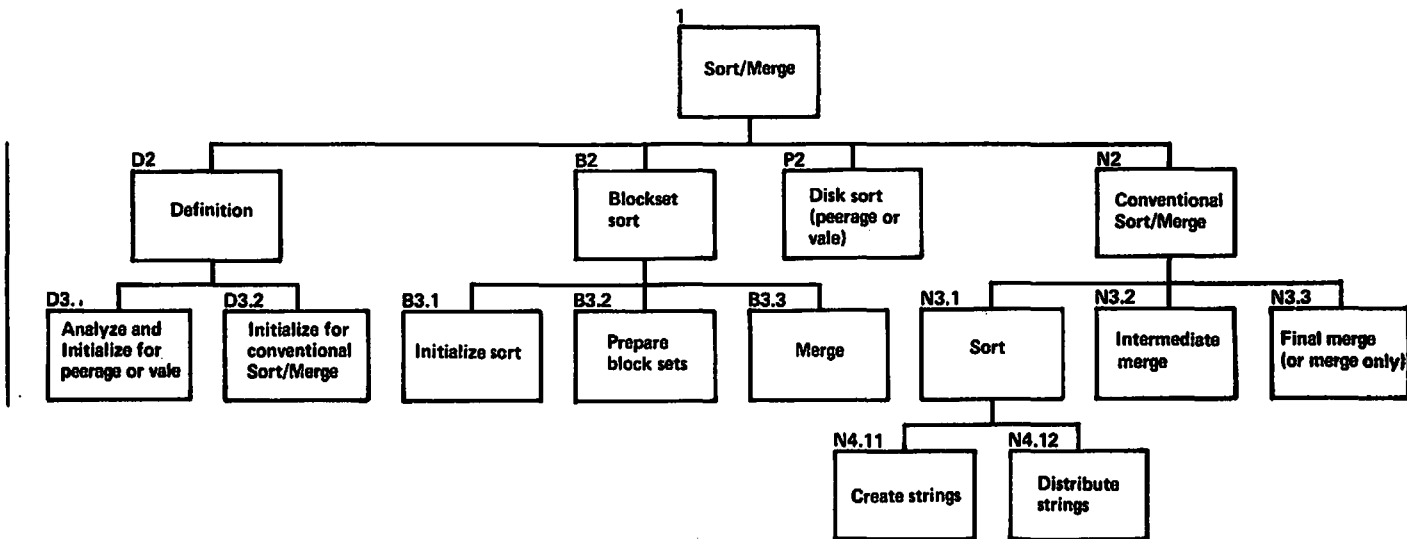 1
Sort/Merge
D2
Definition
B2
Blockset
sort
P2
Disk sort
(peerage or
vale)
N2
Conventional
Sort/Merge
D3.
Analyze and
Initialize for
peerage or vale
D3.2
Initialize for
conventional
Sort/Merge
B3.1
Initialize sort
B3.2
Prepare
block sets
B3.3
Merge
N3.1
Sort
N3.2
Intermediate
merge
N3.3
Final merge
(or merge only)
N4.11
Create strings
N4.12
Distribute
strings